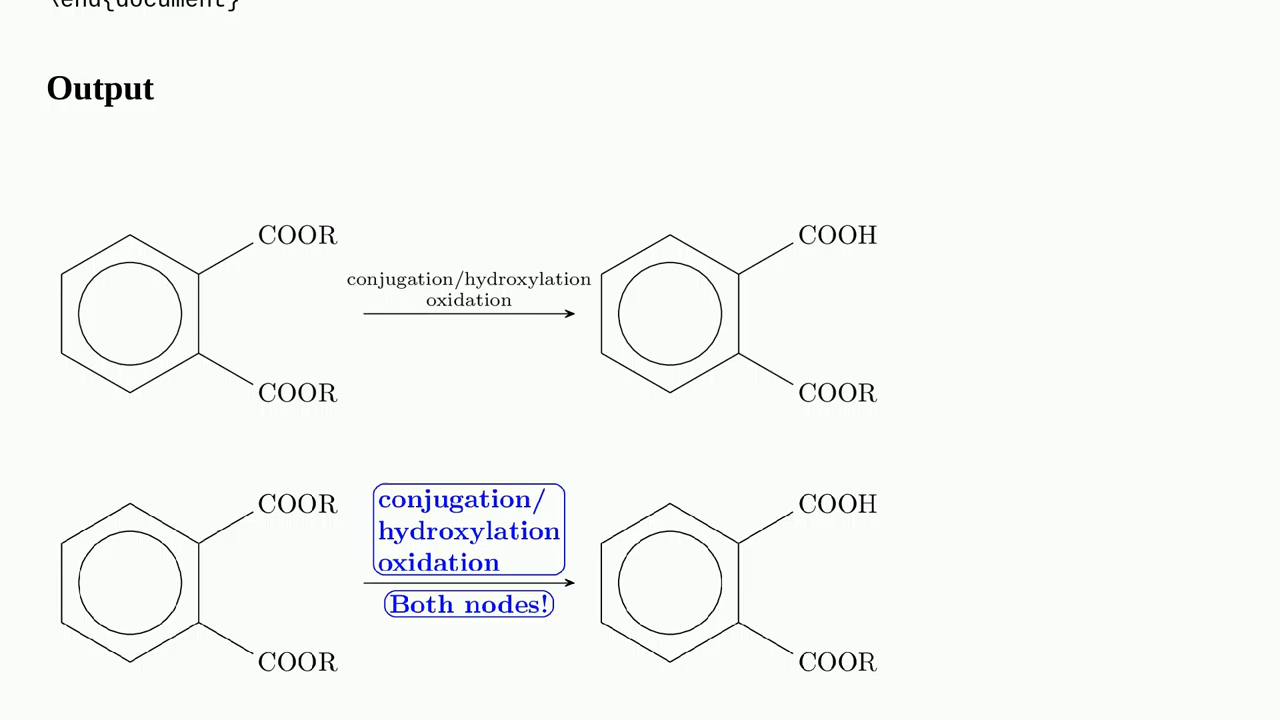 \end{document}
Output
COOR
COOH
conjugation/hydroxylation
oxidation
COOR
COOR
COOR
COOH
conjugation/
hydroxylation
oxidation
Both nodes!
COOR
COOR